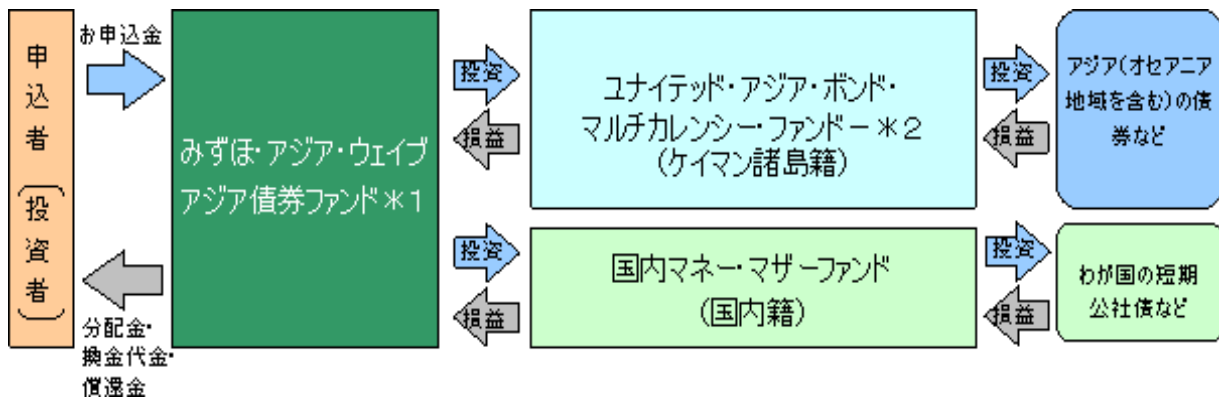 申込者(投資者)
お申込金
分配金・
換金代金・
償還金
みずほ・アジア・ウェイブ
アジア債券ファンド＊1
投資
損益
ユナイテッド・アジア・ボンド・
マルチカレンシー・ファンドー＊2
(ケイマン諸島籍)
投資
損益
アジア(オセアニア
地域を含む)の債
券など
投資
損益
国内マネー・マザーファンド
(国内籍)
投資
損益
わが国の短期
公社債など